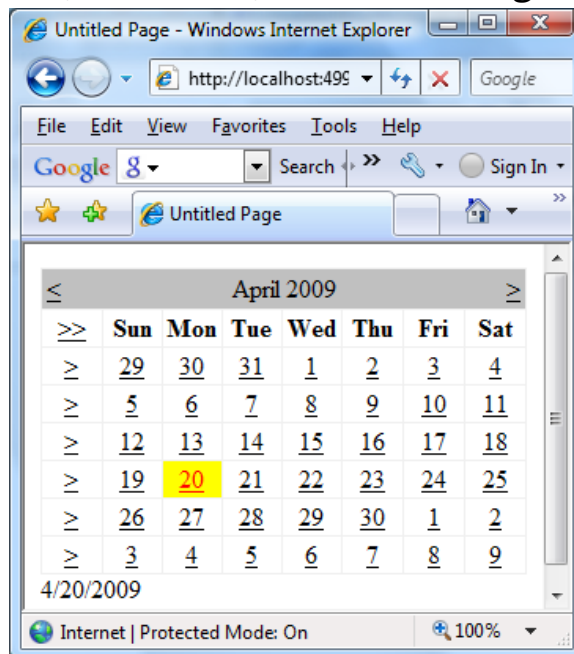 Untitled Page - Windows Internet Explorer
http://localhost:499
Google
File Edit View Favorites Tools Help
Google Search >> Sign In
Untitled Page >>
< April 2009 >
>> Sun Mon Tue Wed Thu Fri Sat
> 29 30 31 1 2 3 4
> 5 6 7 8 9 10 11
> 12 13 14 15 16 17 18
> 19 20 21 22 23 24 25
> 26 27 28 29 30 1 2
> 3 4 5 6 7 8 9
4/20/2009
Internet | Protected Mode: On 100%